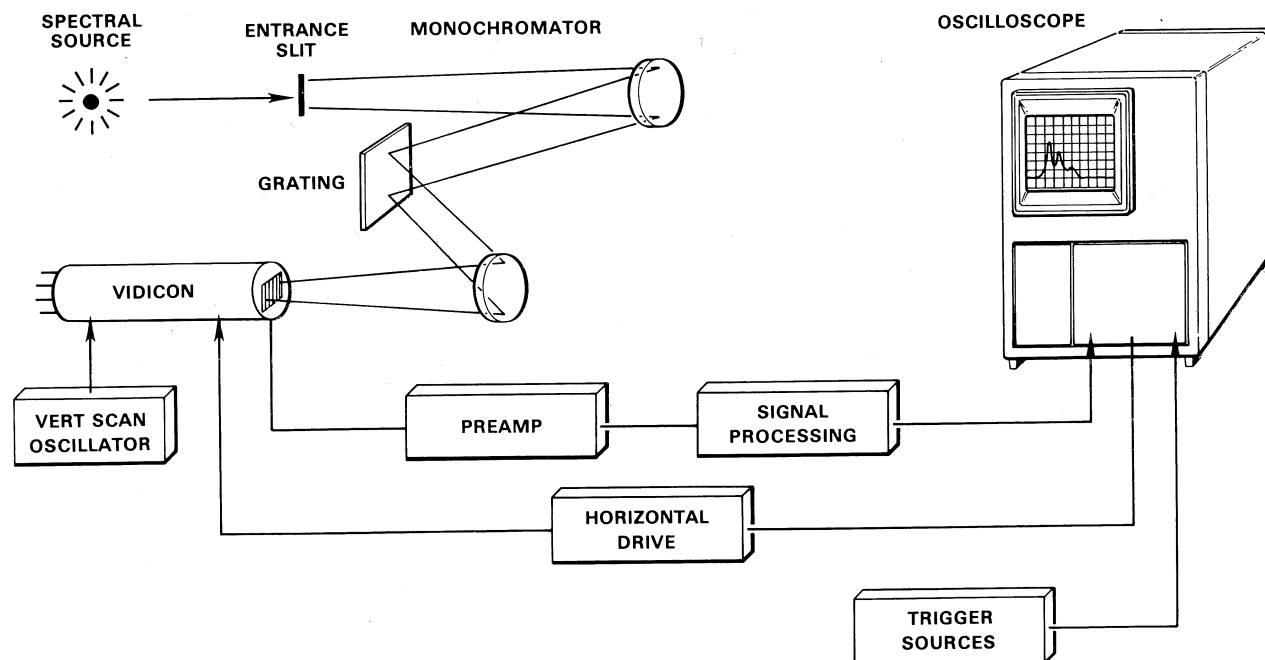 SPECTRAL
SOURCE
ENTRANCE
SLIT
MONOCHROMATOR
OSCILLOSCOPE
GRATING
VIDICON
VERT SCAN
OSCILLATOR
PREAMP
SIGNAL
PROCESSING
HORIZONTAL
DRIVE
TRIGGER
SOURCES